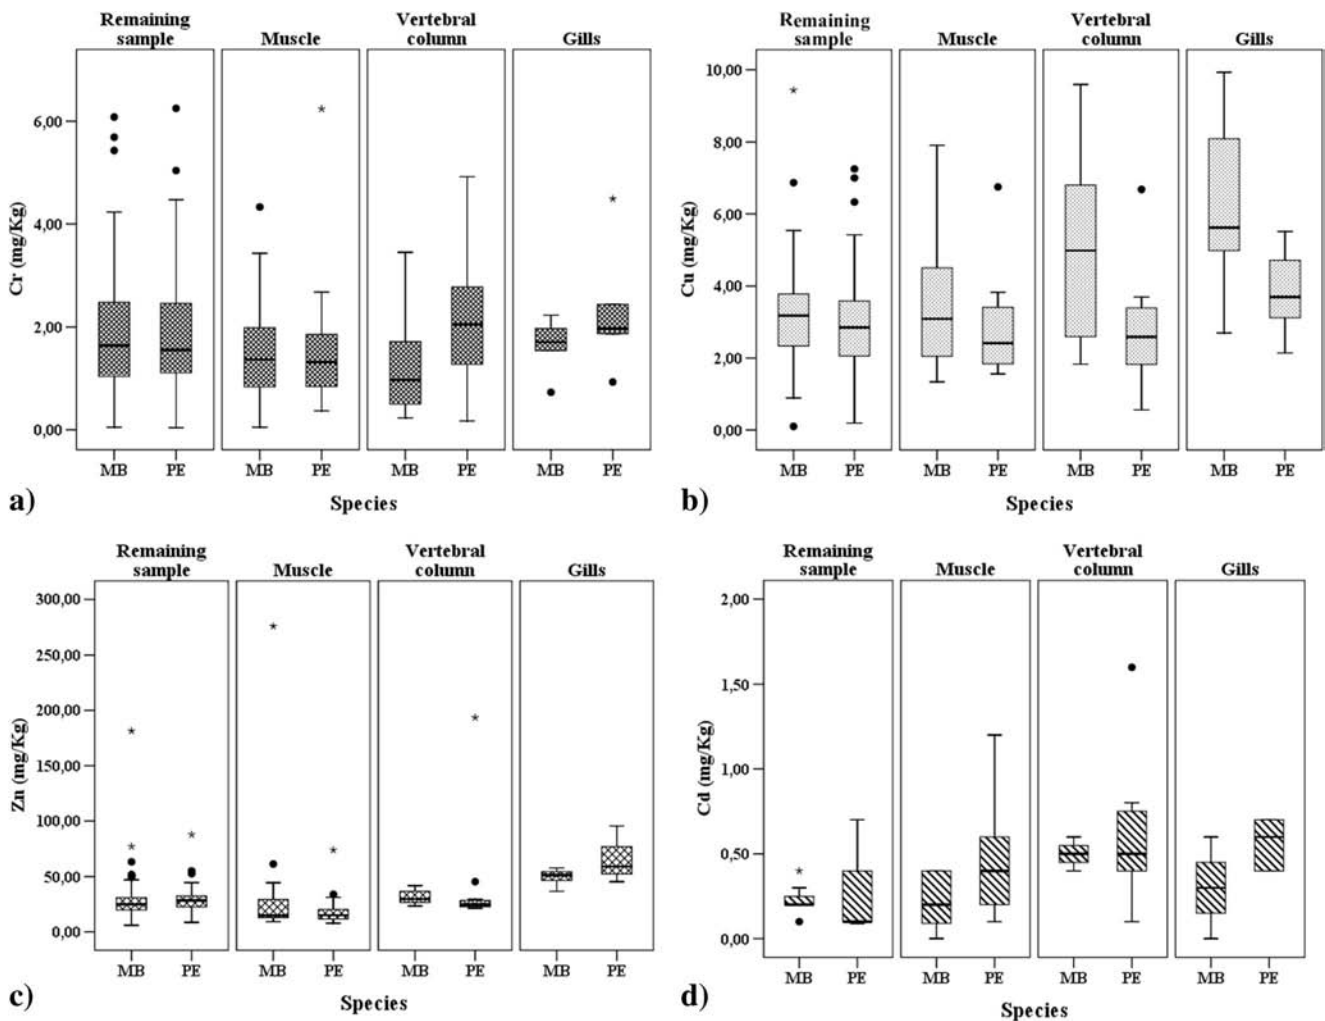 Remaining sample
Muscle
Vertebral column
Gills
Cr (mg/Kg)
6,00
4,00
2,00
0,00
MB PE MB PE MB PE MB PE
Species
a)
Remaining sample
Muscle
Vertebral column
Gills
Cu (mg/Kg)
10,00
8,00
6,00
4,00
2,00
0,00
MB PE MB PE MB PE MB PE
Species
b)
Remaining sample
Muscle
Vertebral column
Gills
Zn (mg/Kg)
300,00
250,00
200,00
150,00
100,00
50,00
0,00
MB PE MB PE MB PE MB PE
Species
c)
Remaining sample
Muscle
Vertebral column
Gills
Cd (mg/Kg)
2,00
1,50
1,00
0,50
0,00
MB PE MB PE MB PE MB PE
Species
d)